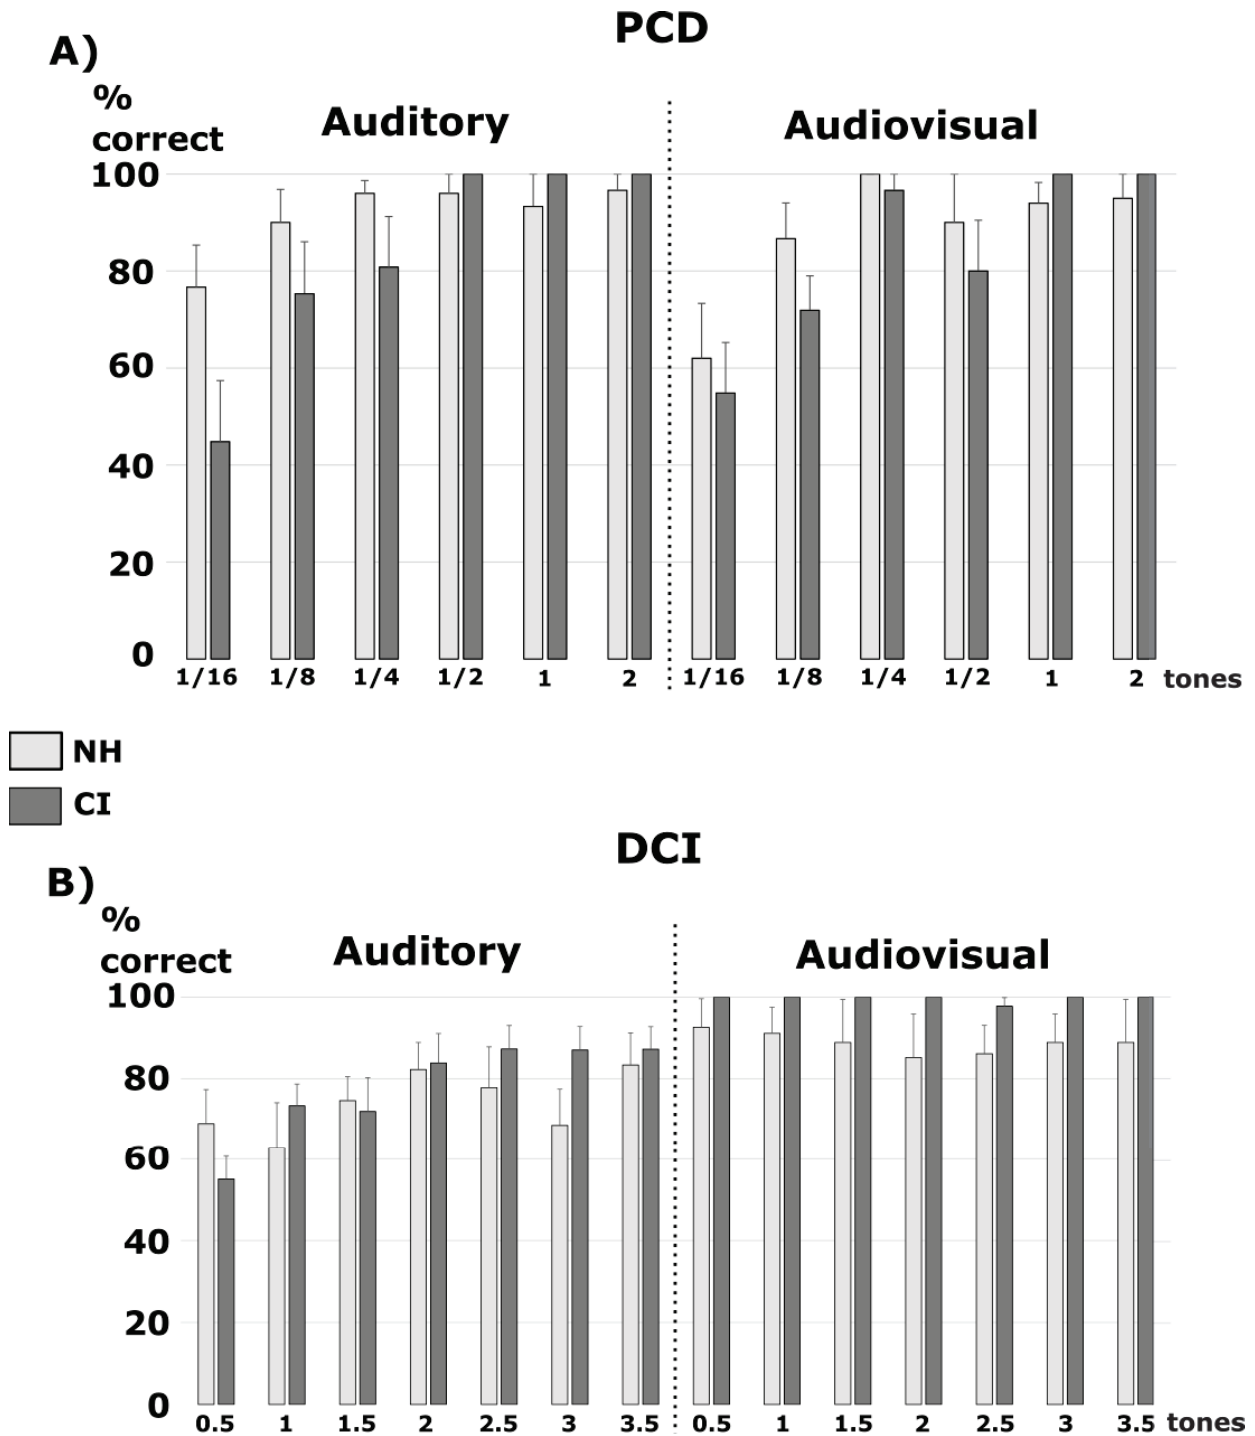 PCD
A)
%
correct
Auditory
Audiovisual
100
80
60
40
20
0
1/16 1/8 1/4 1/2 1 2 1/16 1/8 1/4 1/2 1 2 tones
NH
CI
DCI
B)
%
correct
Auditory
Audiovisual
100
80
60
40
20
0
0.5 1 1.5 2 2.5 3 3.5 0.5 1 1.5 2 2.5 3 3.5 tones